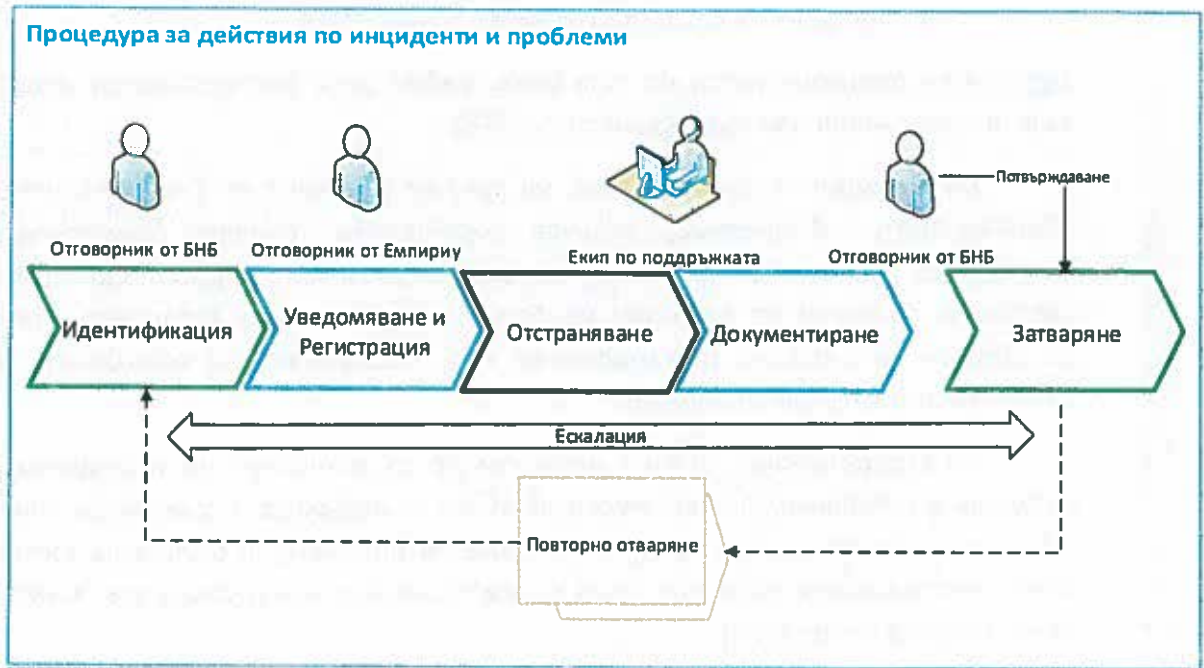 Процедура за действия по инциденти и проблеми
Потвърждаване
Отговорник от БНБ
Отговорник от Емпириу
Екип по поддръжката
Отговорник от БНБ
Идентификация
Уведомяване и
Регистрация
Отстраняване
Документиране
Затваряне
Ескалация
Повторно отваряне